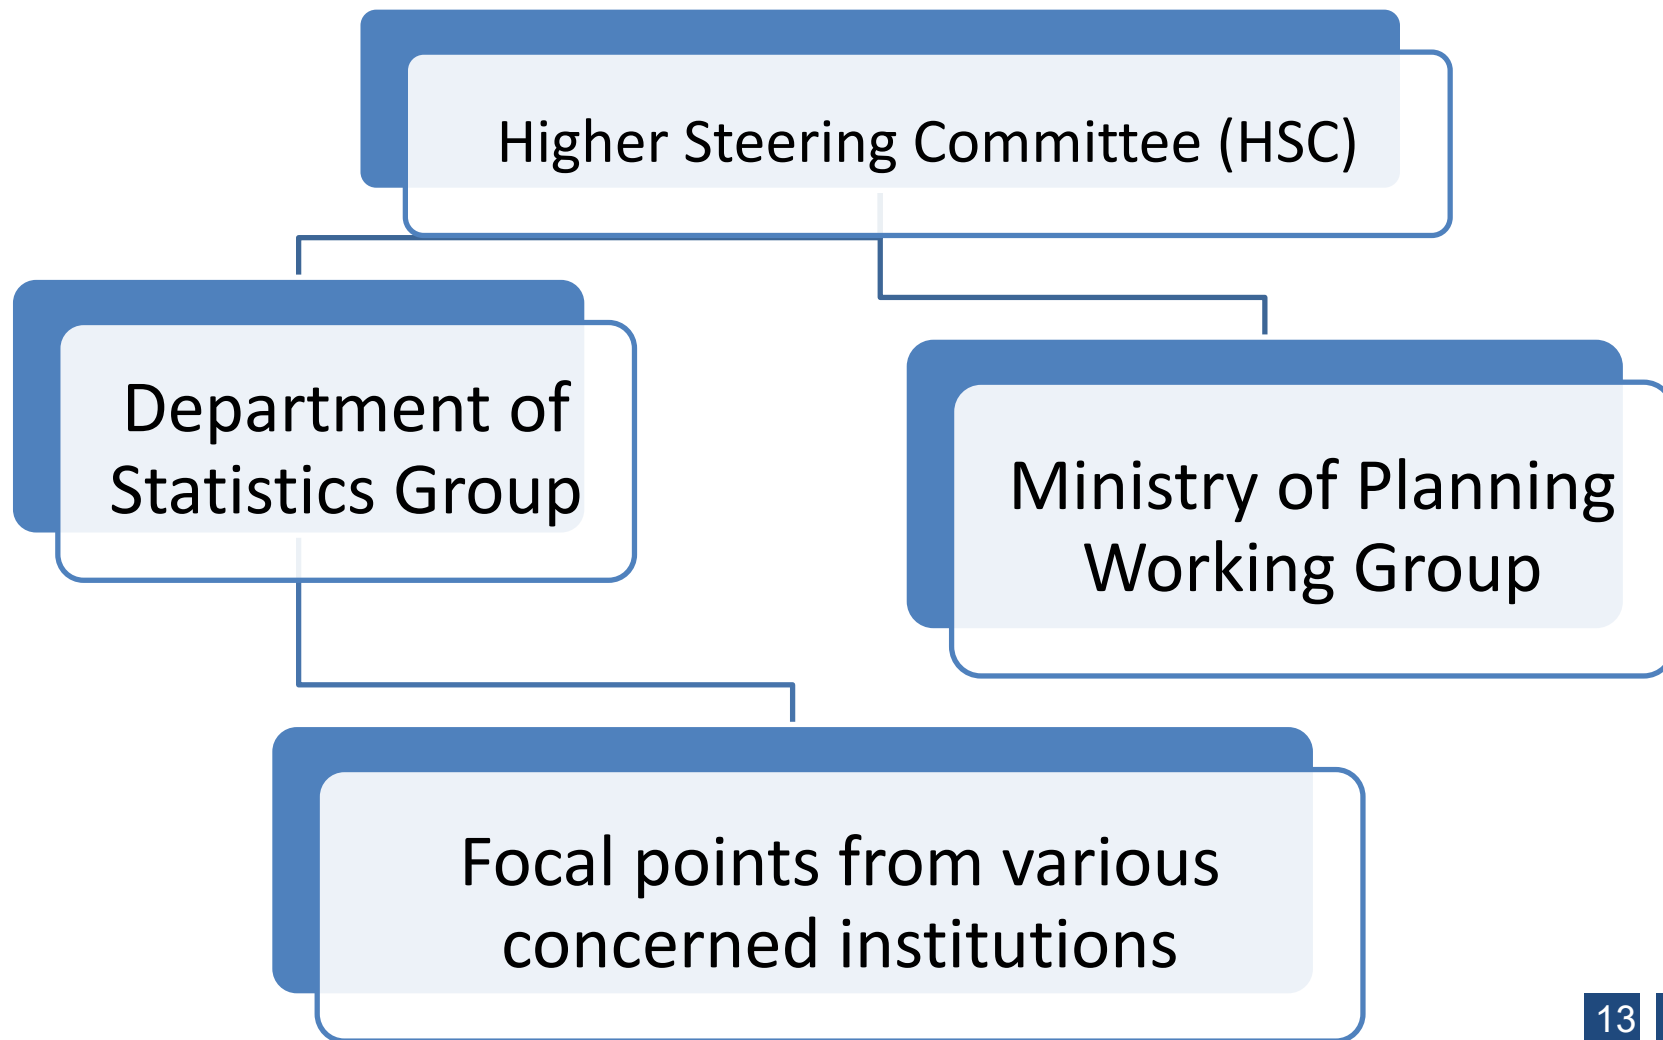 Higher Steering Committee (HSC)
Department of
Statistics Group
Ministry of Planning
Working Group
Focal points from various
concerned institutions
13